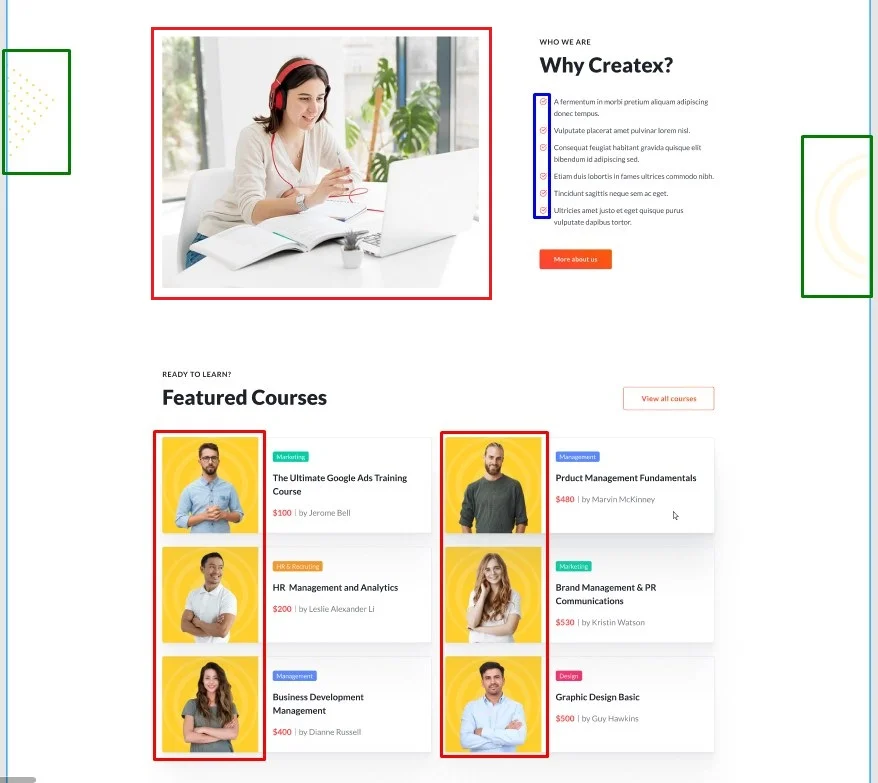 WHO WE ARE
Why Createx?
A fermentum in morbi pretium aliquam adipiscing
donec tempus.
Vulputate placerat amet pulvinar lorem nisl.
Consequat feugiat habitant gravida quisque elit
bibendum id adipiscing sed.
Etiam duis lobortis in fames ultrices commodo nibh.
Tincidunt sagittis neque sem ac eget.
Ultricies amet justo et eget quisque purus
vulputate dapibus tortor.
More about us
READY TO LEARN?
Featured Courses
View all courses
Marketing
The Ultimate Google Ads Training
Course
$100 | by Jerome Bell
Management
Prduct Management Fundamentals
$480 | by Marvin McKinney
HR & Recruting
HR Management and Analytics
$200 | by Leslie Alexander Li
Marketing
Brand Management & PR
Communications
$530 | by Kristin Watson
Management
Business Development
Management
$400 | by Dianne Russell
Design
Graphic Design Basic
$500 | by Guy Hawkins